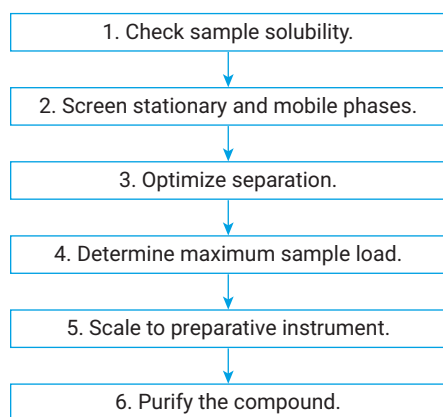 1. Check sample solubility.
2. Screen stationary and mobile phases.
3. Optimize separation.
4. Determine maximum sample load.
5. Scale to preparative instrument.
6. Purify the compound.